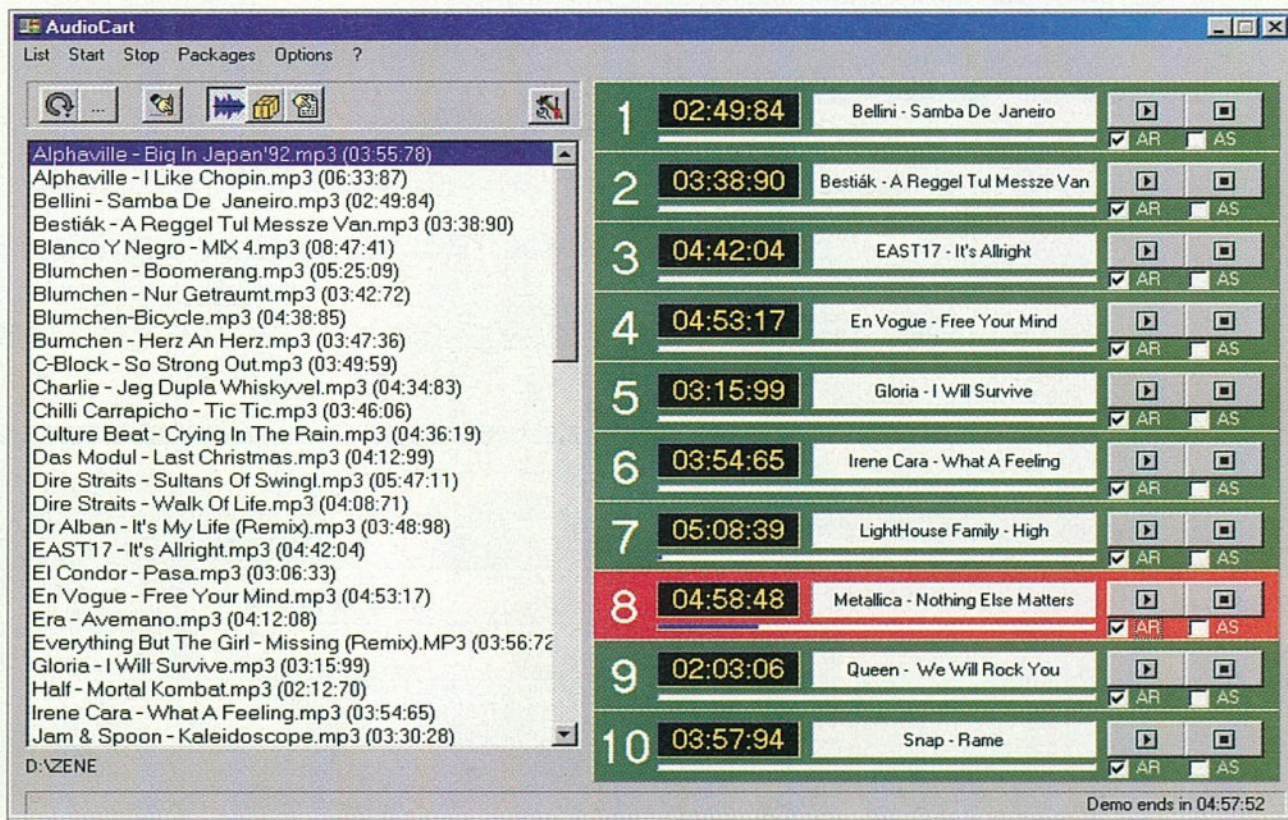 AudioCart
List Start Stop Packages Options ?
...
Alphaville - Big In Japan'92.mp3 (03:55:78)
Alphaville - I Like Chopin.mp3 (06:33:87)
Bellini - Samba De  Janeiro.mp3 (02:49:84)
Bestiák - A Reggel Tul Messze Van.mp3 (03:38:90)
Blanco Y Negro - MIX 4.mp3 (08:47:41)
Blumchen - Boomerang.mp3 (05:25:09)
Blumchen - Nur Getraumt.mp3 (03:42:72)
Blumchen-Bicycle.mp3 (04:38:85)
Bumchen - Herz An Herz.mp3 (03:47:36)
C-Block - So Strong Out.mp3 (03:49:59)
Charlie - Jeg Dupla Whiskyvel.mp3 (04:34:83)
Chilli Carrapicho - Tic Tic.mp3 (03:46:06)
Culture Beat - Crying In The Rain.mp3 (04:36:19)
Das Modul - Last Christmas.mp3 (04:12:99)
Dire Straits - Sultans Of Swingl.mp3 (05:47:11)
Dire Straits - Walk Of Life.mp3 (04:08:71)
Dr Alban - It's My Life (Remix).mp3 (03:48:98)
EAST17 - It's Allright.mp3 (04:42:04)
El Condor - Pasa.mp3 (03:06:33)
En Vogue - Free Your Mind.mp3 (04:53:17)
Era - Avemano.mp3 (04:12:08)
Everything But The Girl - Missing (Remix).MP3 (03:56:72
Gloria - I Will Survive.mp3 (03:15:99)
Half - Mortal Kombat.mp3 (02:12:70)
Irene Cara - What A Feeling.mp3 (03:54:65)
Jam & Spoon - Kaleidoscope.mp3 (03:30:28)
D:\ZENE
1 02:49:84 Bellini - Samba De  Janeiro
AR AS
2 03:38:90 Bestiák - A Reggel Tul Messze Van
AR AS
3 04:42:04 EAST17 - It's Allright
AR AS
4 04:53:17 En Vogue - Free Your Mind
AR AS
5 03:15:99 Gloria - I Will Survive
AR AS
6 03:54:65 Irene Cara - What A Feeling
AR AS
7 05:08:39 LightHouse Family - High
AR AS
8 04:58:48 Metallica - Nothing Else Matters
AR AS
9 02:03:06 Queen -  We Will Rock You
AR AS
10 03:57:94 Snap - Rame
AR AS
Demo ends in 04:57:52